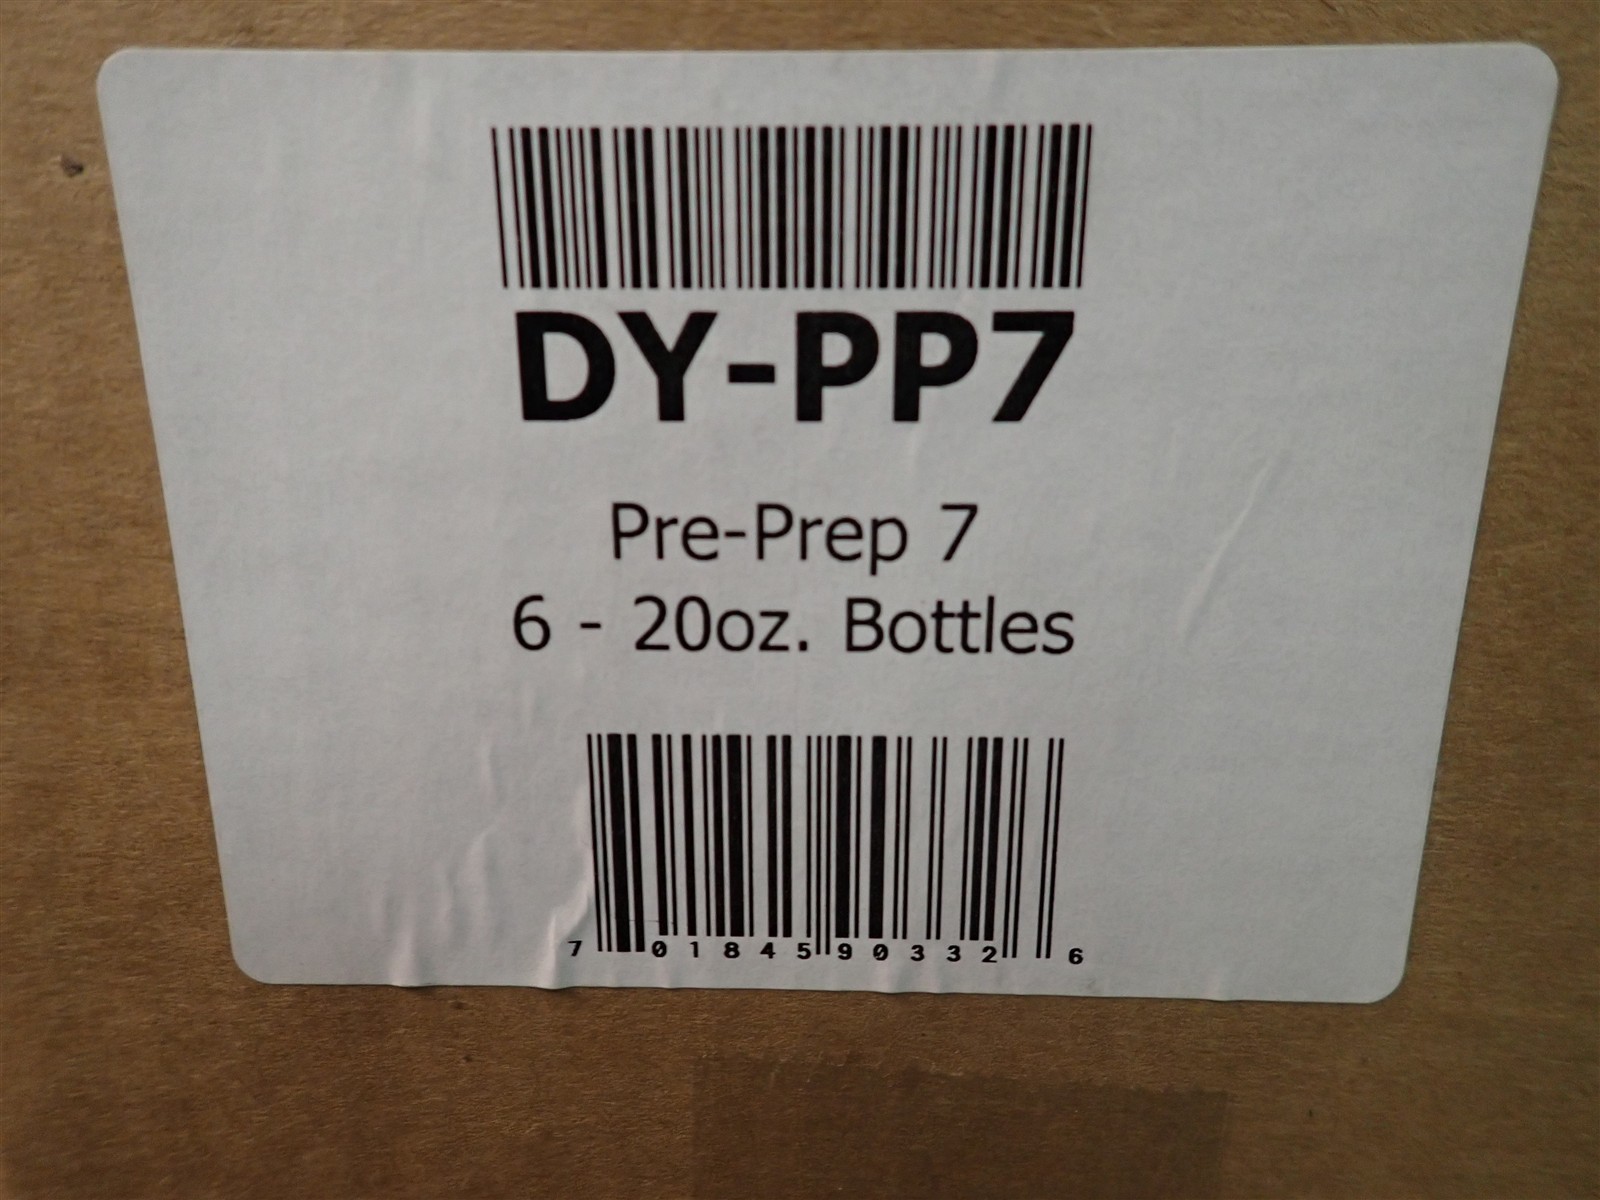 DY-PP7
Pre-Prep 7
6 - 20oz. Bottles
7 01845 90332 6